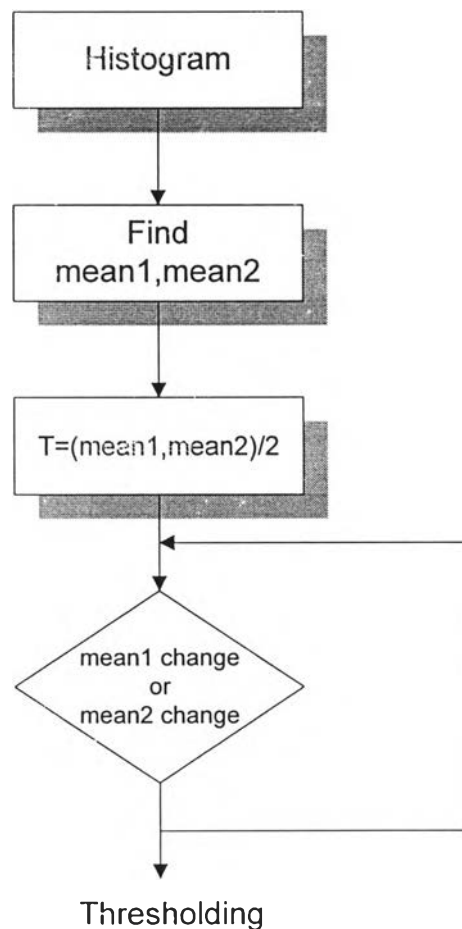 Histogram
Find
mean1,mean2
T=(mean1,mean2)/2
mean1 change
or
mean2 change
Thresholding